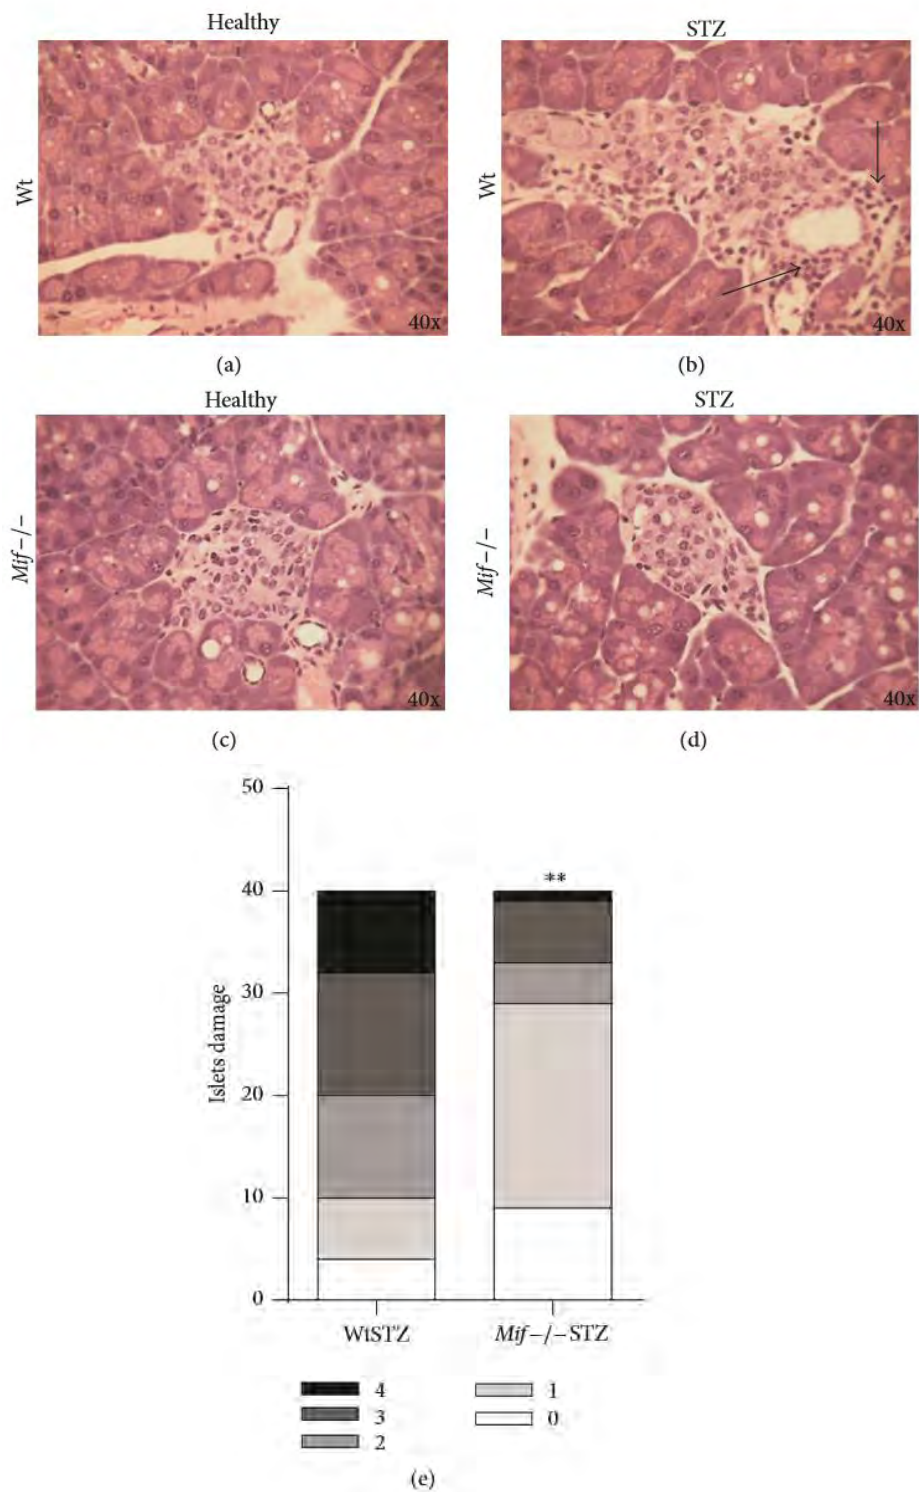 Healthy
STZ
Wt
Wt
40x
40x
(a)
(b)
Healthy
STZ
Mif−/−
Mif−/−
40x
40x
(c)
(d)
50
**
40
30
20
10
0
Islets damage
WtSTZ
Mif−/−STZ
4
1
3
0
2
(e)